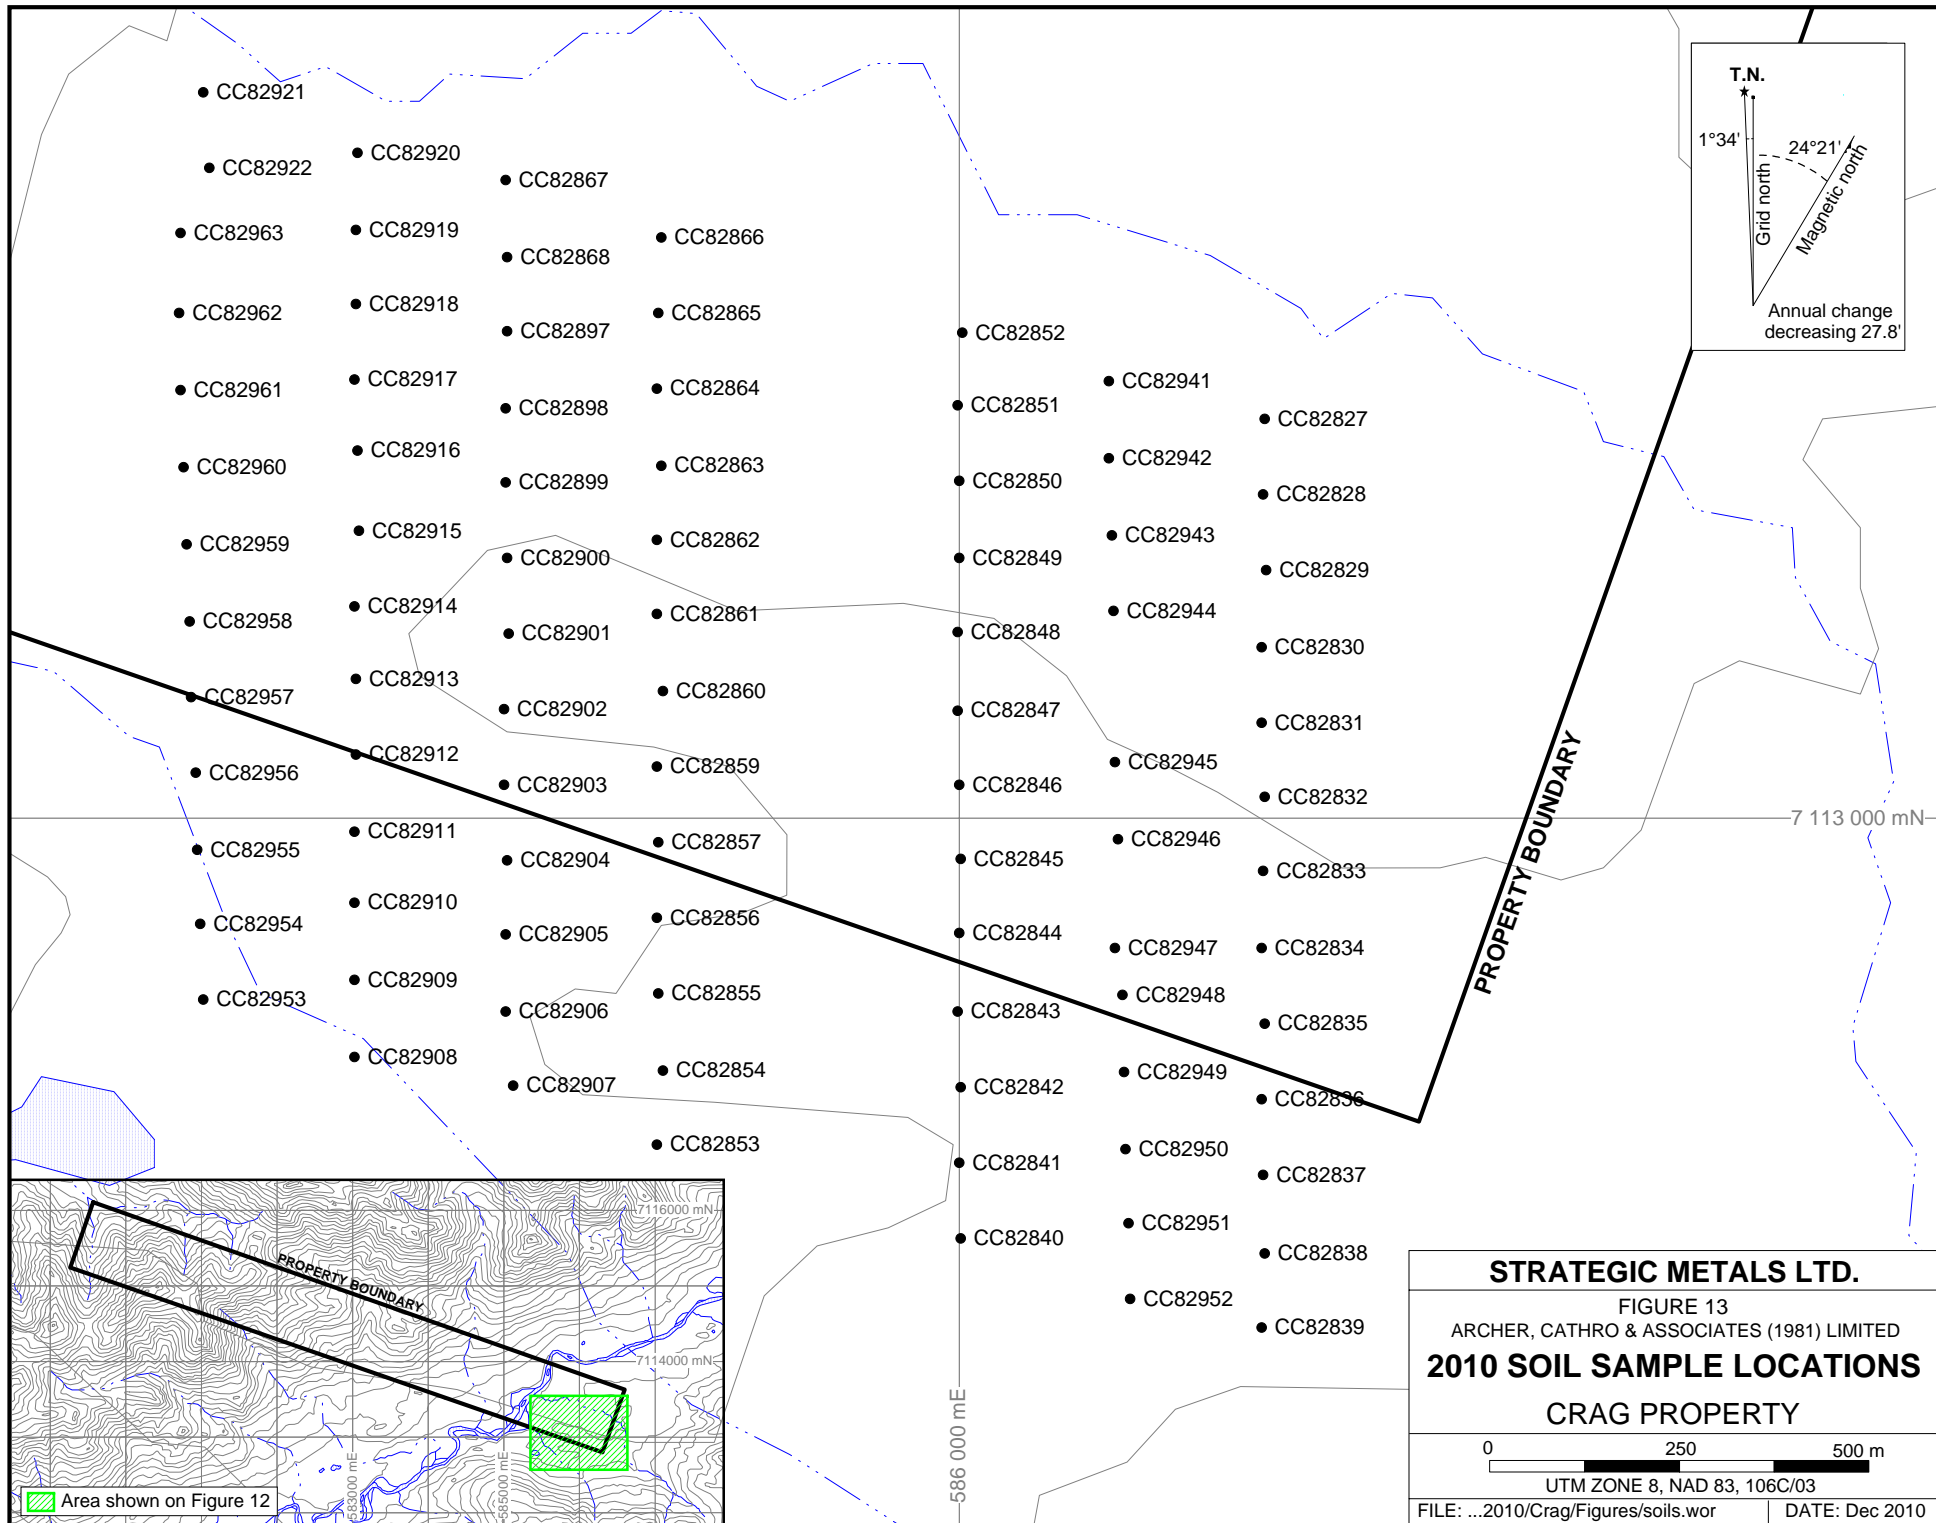 CC82921
CC82922
CC82963
CC82962
CC82961
CC82960
CC82959
CC82958
CC82957
CC82956
CC82955
CC82954
CC82953
CC82920
CC82919
CC82918
CC82917
CC82916
CC82915
CC82914
CC82913
CC82912
CC82911
CC82910
CC82909
CC82908
CC82867
CC82868
CC82897
CC82898
CC82899
CC82900
CC82901
CC82902
CC82903
CC82904
CC82905
CC82906
CC82907
CC82866
CC82865
CC82864
CC82863
CC82862
CC82861
CC82860
CC82859
CC82857
CC82856
CC82855
CC82854
CC82853
CC82852
CC82851
CC82850
CC82849
CC82848
CC82847
CC82846
CC82845
CC82844
CC82843
CC82842
CC82841
CC82840
CC82941
CC82942
CC82943
CC82944
CC82945
CC82946
CC82947
CC82948
CC82949
CC82950
CC82951
CC82952
CC82827
CC82828
CC82829
CC82830
CC82831
CC82832
CC82833
CC82834
CC82835
CC82836
CC82837
CC82838
CC82839
T.N.
1°34'
24°21'
Grid north
Magnetic north
Annual change
decreasing 27.8'
PROPERTY BOUNDARY
7 113 000 mN
586 000 mE
7116000 mN
PROPERTY BOUNDARY
7114000 mN
583000 mE
585000 mE
Area shown on Figure 12
STRATEGIC METALS LTD.
FIGURE 13
ARCHER, CATHRO & ASSOCIATES (1981) LIMITED
2010 SOIL SAMPLE LOCATIONS
CRAG PROPERTY
0 250 500 m
UTM ZONE 8, NAD 83, 106C/03
FILE: ...2010/Crag/Figures/soils.wor
DATE: Dec 2010